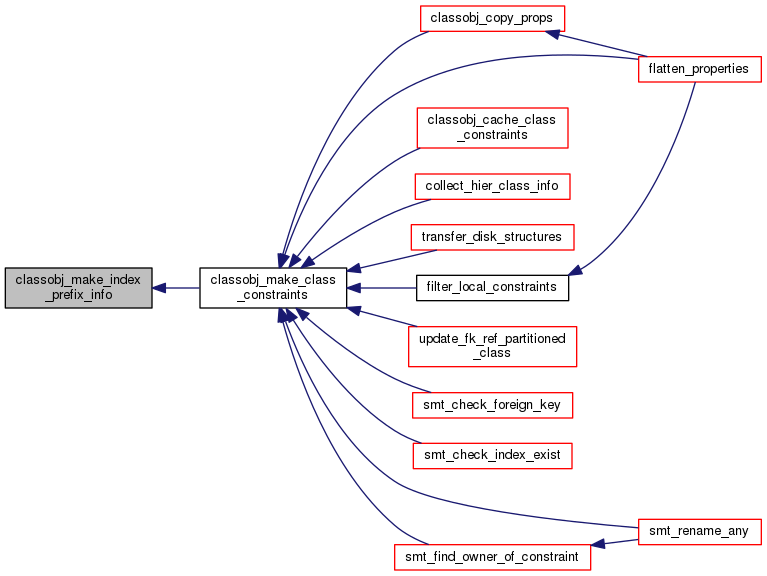 classobj_copy_props
flatten_properties
classobj_cache_class
_constraints
collect_hier_class_info
transfer_disk_structures
classobj_make_index
_prefix_info
classobj_make_class
_constraints
filter_local_constraints
update_fk_ref_partitioned
_class
smt_check_foreign_key
smt_check_index_exist
smt_rename_any
smt_find_owner_of_constraint